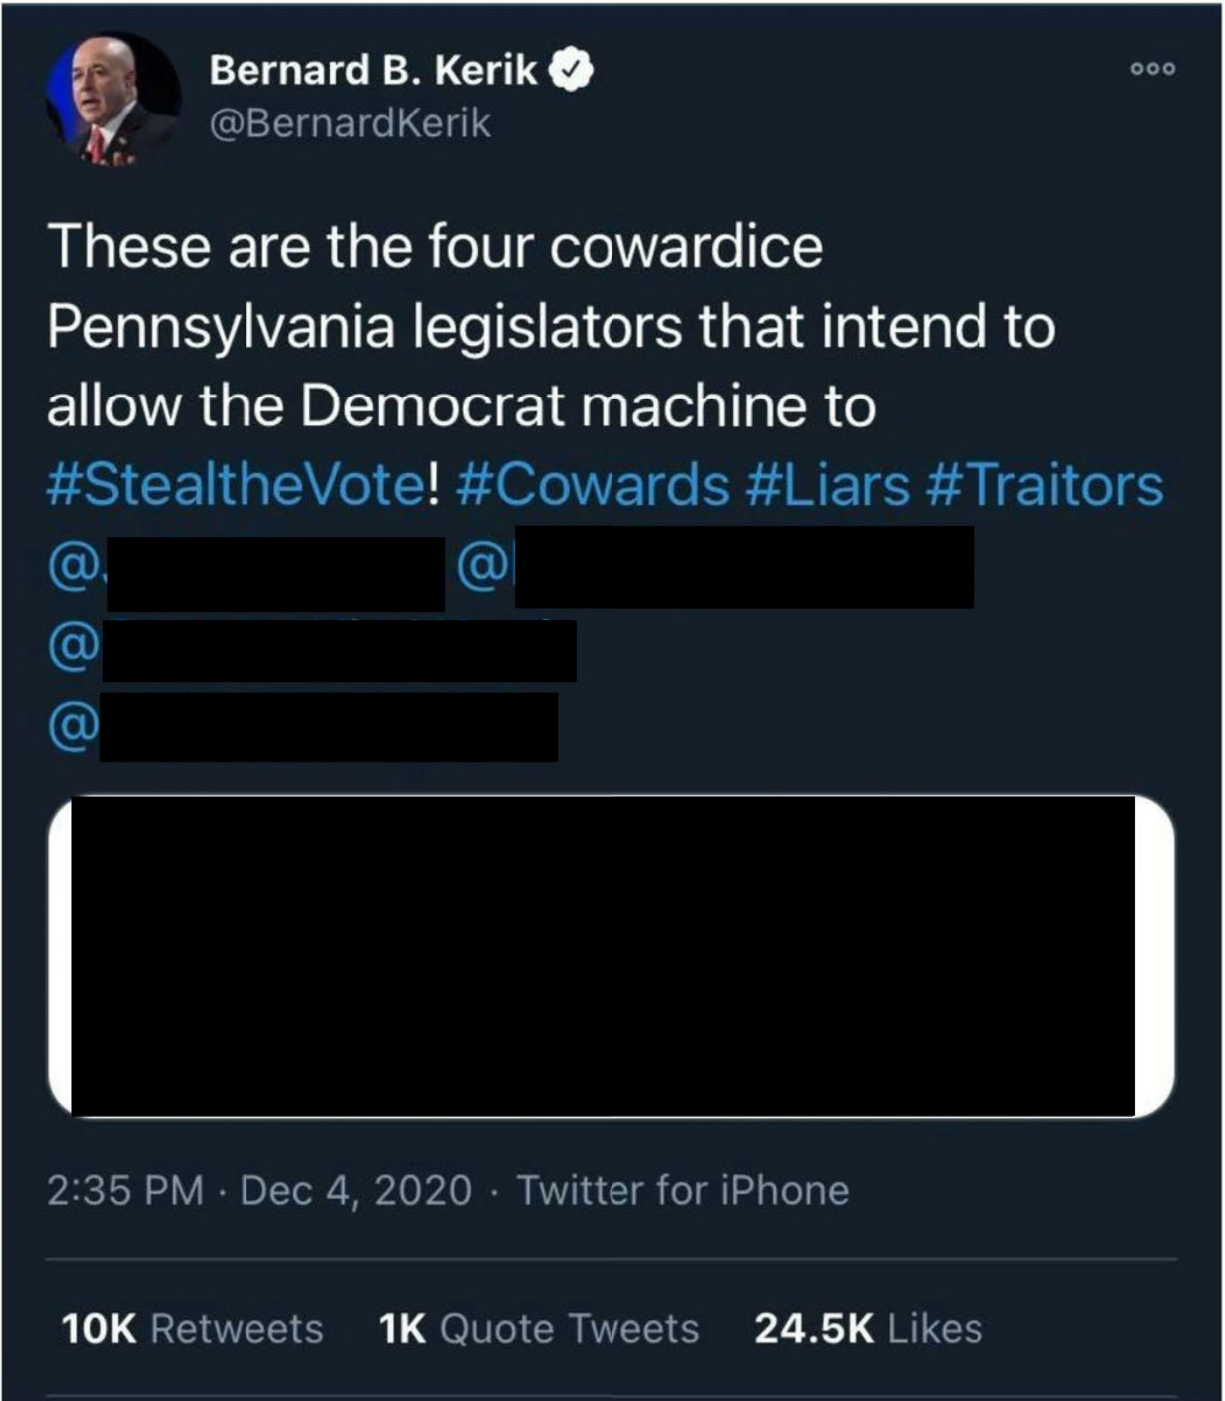 Bernard B. Kerik
@BernardKerik
These are the four cowardice
Pennsylvania legislators that intend to
allow the Democrat machine to
#StealtheVote! #Cowards #Liars #Traitors
@ @
@
@
2:35 PM · Dec 4, 2020 · Twitter for iPhone
10K Retweets 1K Quote Tweets 24.5K Likes